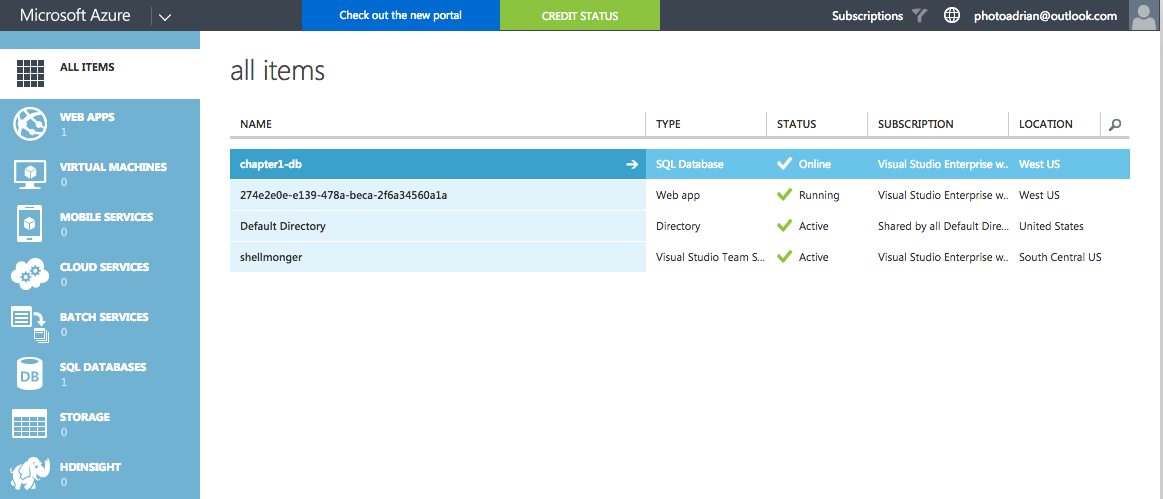 Microsoft Azure
Check out the new portal
CREDIT STATUS
Subscriptions
photoadrian@outlook.com
ALL ITEMS
WEB APPS
1
VIRTUAL MACHINES
0
MOBILE SERVICES
0
CLOUD SERVICES
0
BATCH SERVICES
0
DB
SQL DATABASES
1
STORAGE
0
HDINSIGHT
0
all items
NAME TYPE STATUS SUBSCRIPTION LOCATION
chapter1-db SQL Database Online Visual Studio Enterprise w... West US
274e2e0e-e139-478a-beca-2f6a34560a1a Web app Running Visual Studio Enterprise w... West US
Default Directory Directory Active Shared by all Default Dire... United States
shellmonger Visual Studio Team S... Active Visual Studio Enterprise w... South Central US